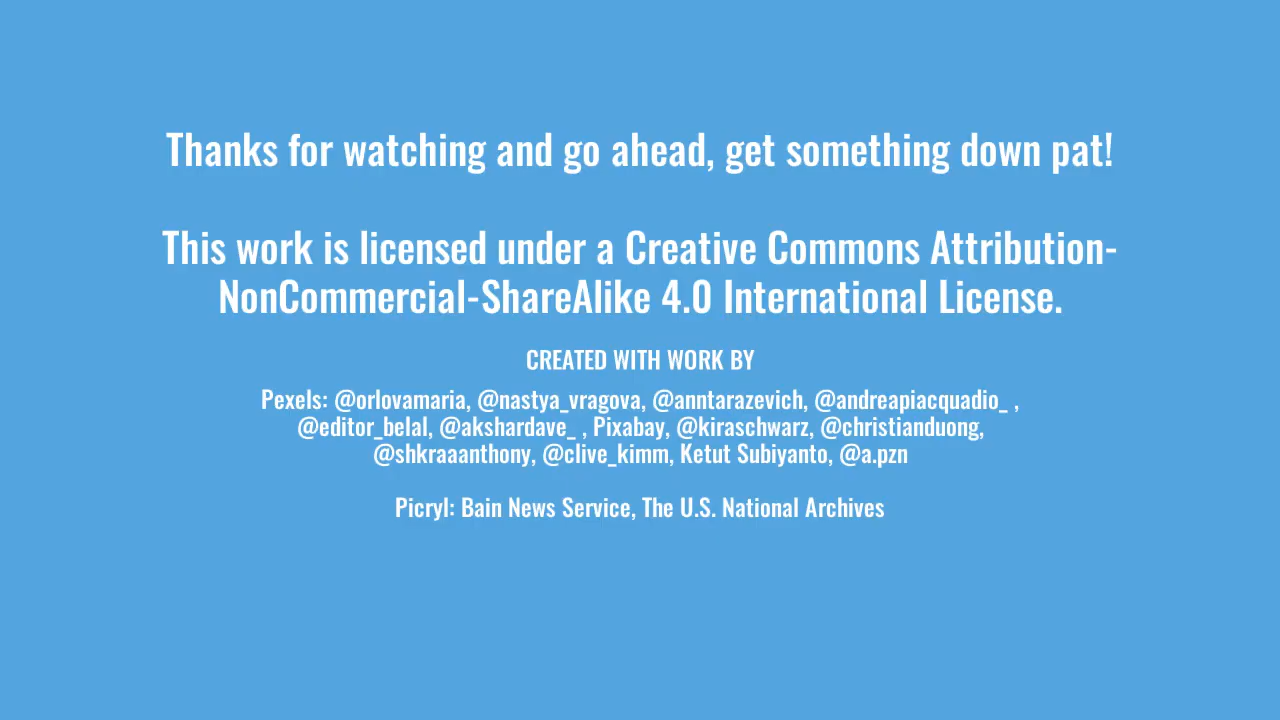 Thanks for watching and go ahead, get something down pat!
This work is licensed under a Creative Commons Attribution-
NonCommercial-ShareAlike 4.0 International License.
CREATED WITH WORK BY
Pexels: @orlovamaria, @nastya_vragova, @anntarazevich, @andreapiacquadio_ ,
@editor_belal, @akshardave_ , Pixabay, @kiraschwarz, @christianduong,
@shkraaanthony, @clive_kimm, Ketut Subiyanto, @a.pzn
Picryl: Bain News Service, The U.S. National Archives